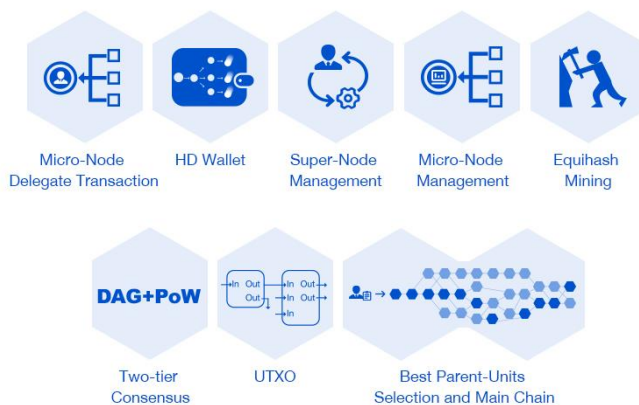 Micro-Node
Delegate Transaction
HD Wallet
Super-Node
Management
Micro-Node
Management
Equihash
Mining
DAG+PoW
In Out
Out
In Out
In Out
In
Two-tier
Consensus
UTXO
Best Parent-Units
Selection and Main Chain